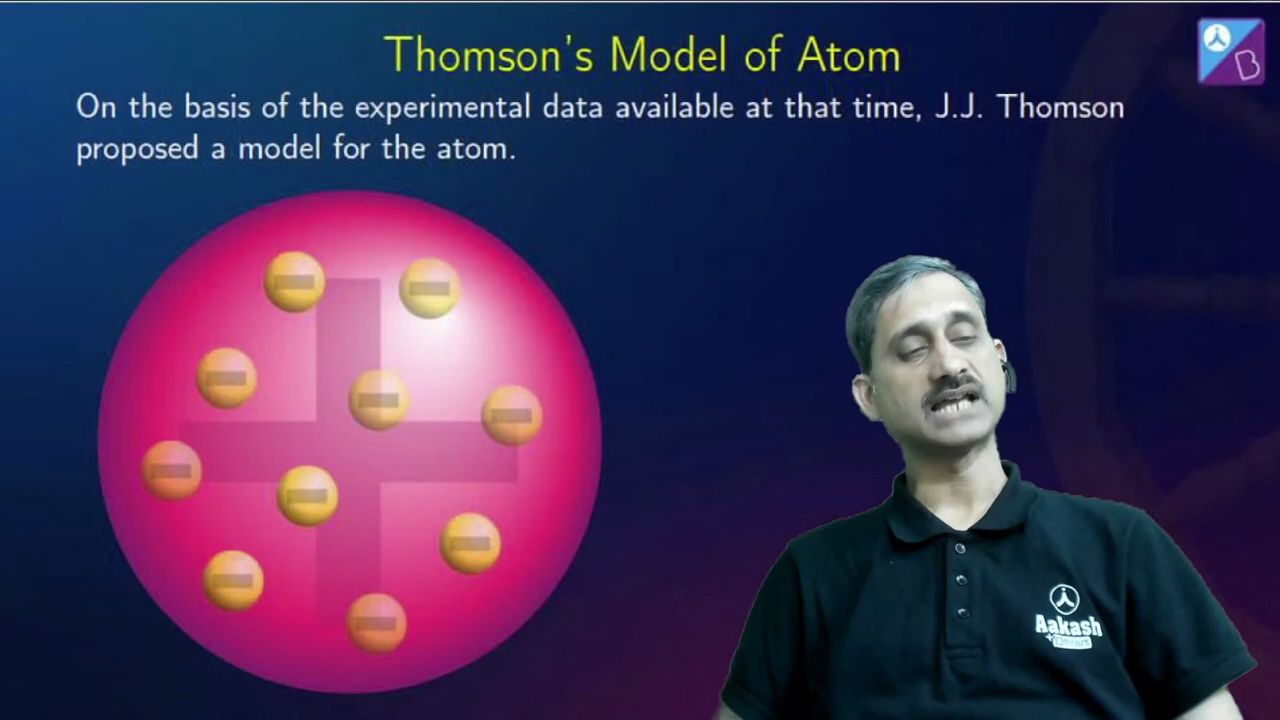 Thomson's Model of Atom
On the basis of the experimental data available at that time, J.J. Thomson
proposed a model for the atom.
Aakash